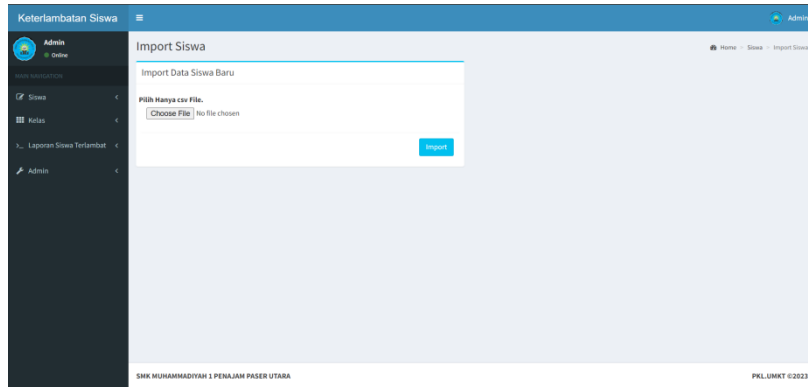 Keterlambatan Siswa
Admin
Admin
Online
MAIN NAVIGATION
Siswa
Kelas
Laporan Siswa Terlambat
Admin
Import Siswa
Home > Siswa > Import Siswa
Import Data Siswa Baru
Pilih Hanya csv File.
Choose File No file chosen
Import
SMK MUHAMMADIYAH 1 PENAJAM PASER UTARA
PKL.UMKT ©2023